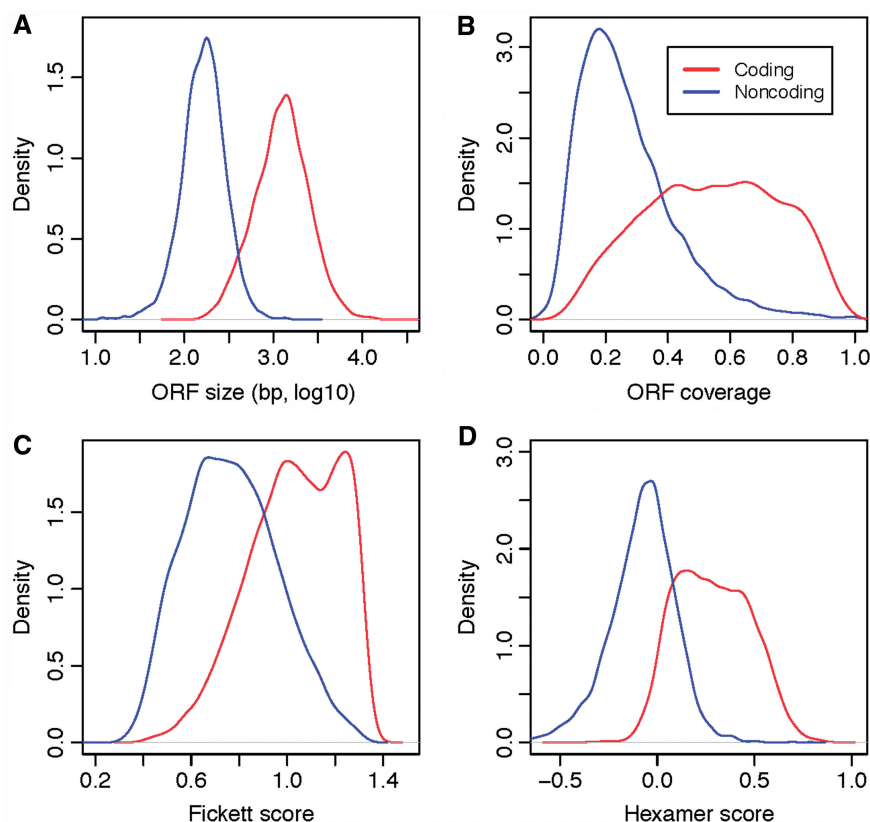 A
Density
0.0 0.5 1.0 1.5
1.0 2.0 3.0 4.0
ORF size (bp, log10)
B
Density
0.0 1.0 2.0 3.0
Coding
Noncoding
0.0 0.2 0.4 0.6 0.8 1.0
ORF coverage
C
Density
0.0 0.5 1.0 1.5
0.2 0.6 1.0 1.4
Fickett score
D
Density
0.0 1.0 2.0 3.0
−0.5 0.0 0.5 1.0
Hexamer score